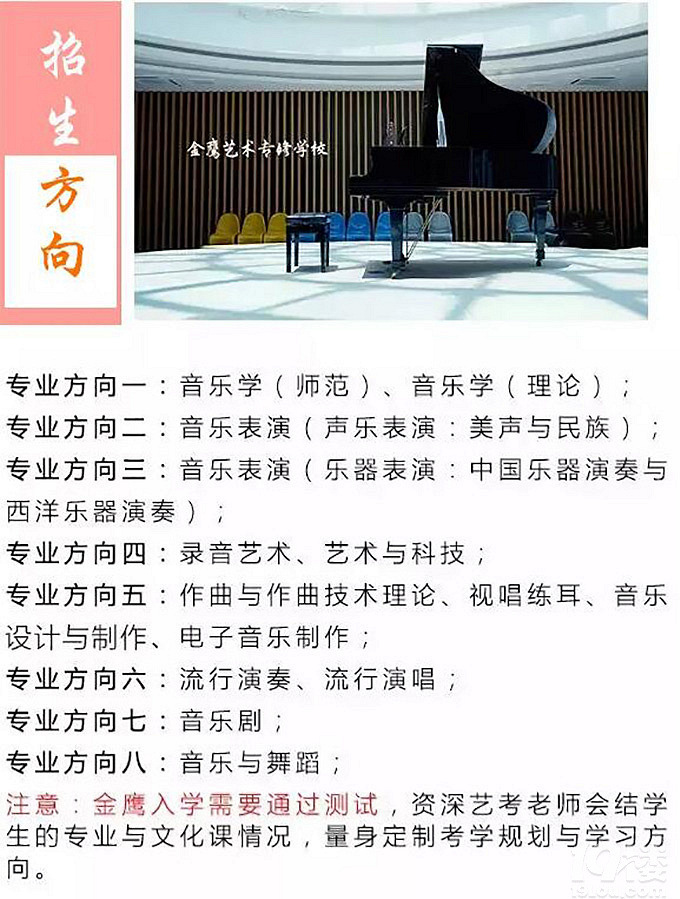 招生方向
金鹰艺术专修学校
专业方向一：音乐学（师范）、音乐学（理论）；
专业方向二：音乐表演（声乐表演：美声与民族）；
专业方向三：音乐表演（乐器表演：中国乐器演奏与
西洋乐器演奏）；
专业方向四：录音艺术、艺术与科技；
专业方向五：作曲与作曲技术理论、视唱练耳、音乐
设计与制作、电子音乐制作；
专业方向六：流行演奏、流行演唱；
专业方向七：音乐剧；
专业方向八：音乐与舞蹈；
注意：金鹰入学需要通过测试，资深艺考老师会结学
生的专业与文化课情况，量身定制考学规划与学习方
向。
19楼
19lou.com